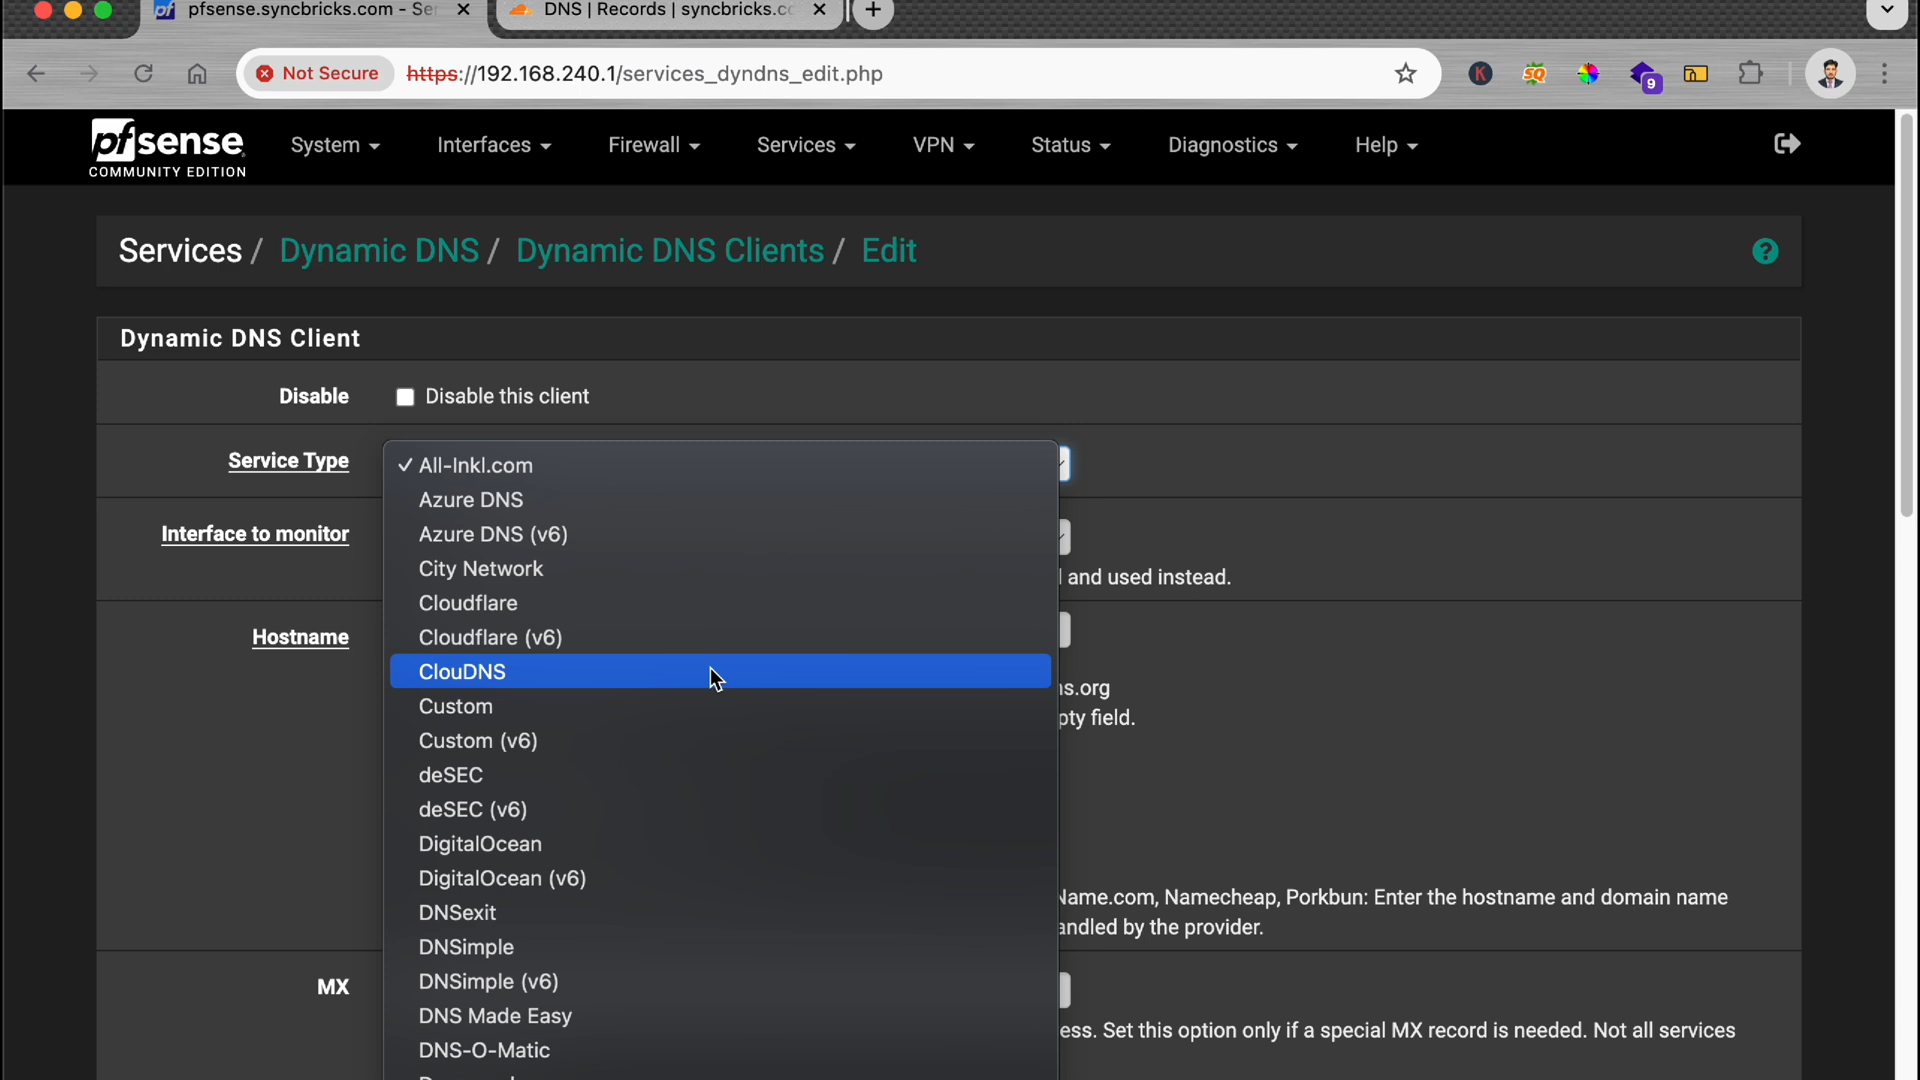 pfsense.syncbricks.com - Se
DNS | Records | syncbricks.c
Not Secure
https://192.168.240.1/services_dyndns_edit.php
9
pfsense
COMMUNITY EDITION
System
Interfaces
Firewall
Services
VPN
Status
Diagnostics
Help
Services / Dynamic DNS / Dynamic DNS Clients / Edit
Dynamic DNS Client
Disable
Disable this client
Service Type
✓ All-Inkl.com
Azure DNS
Interface to monitor
Azure DNS (v6)
City Network
and used instead.
Cloudflare
Hostname
Cloudflare (v6)
ClouDNS
ns.org
Custom
pty field.
Custom (v6)
deSEC
deSEC (v6)
DigitalOcean
DigitalOcean (v6)
Name.com, Namecheap, Porkbun: Enter the hostname and domain name
DNSexit
andled by the provider.
DNSimple
MX
DNSimple (v6)
DNS Made Easy
ess. Set this option only if a special MX record is needed. Not all services
DNS-O-Matic